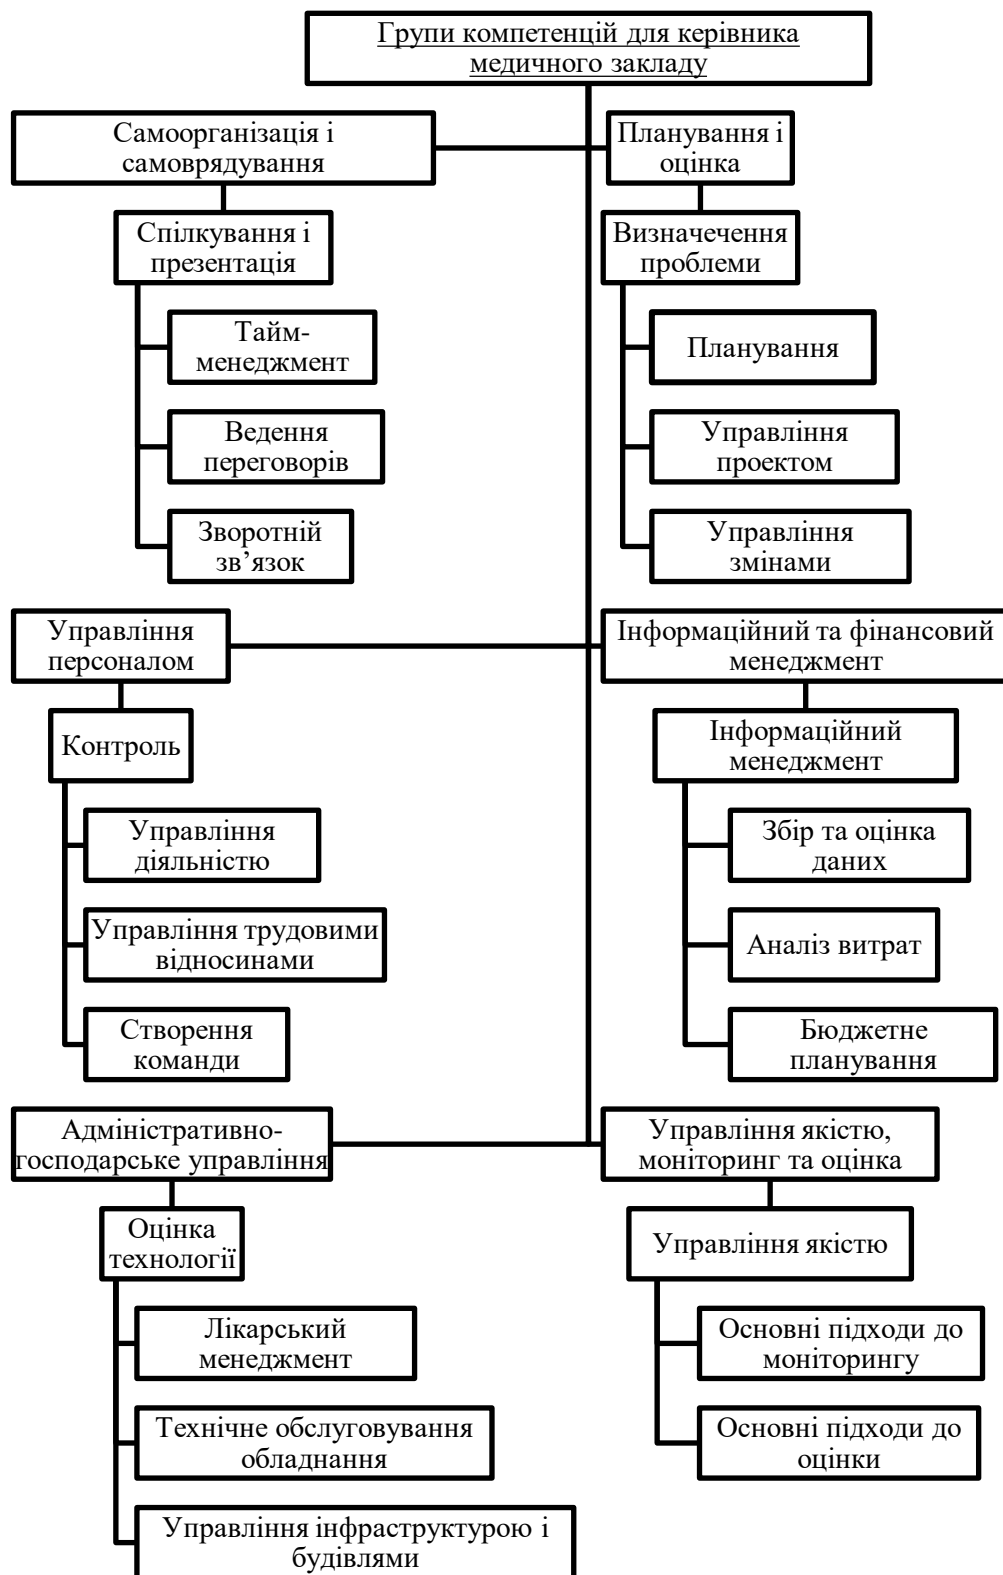 Групи компетенцій для керівника
медичного закладу
Самоорганізація і
самоврядування
Спілкування і
презентація
Тайм-
менеджмент
Ведення
переговорів
Зворотній
зв’язок
Планування і
оцінка
Визначечення
проблеми
Планування
Управління
проектом
Управління
змінами
Управління
персоналом
Контроль
Управління
діяльністю
Управління трудовими
відносинами
Створення
команди
Інформаційний та фінансовий
менеджмент
Інформаційний
менеджмент
Збір та оцінка
даних
Аналіз витрат
Бюджетне
планування
Адміністративно-
господарське управління
Оцінка
технології
Лікарський
менеджмент
Технічне обслуговування
обладнання
Управління інфраструктурою і
будівлями
Управління якістю,
моніторинг та оцінка
Управління якістю
Основні підходи до
моніторингу
Основні підходи до
оцінки